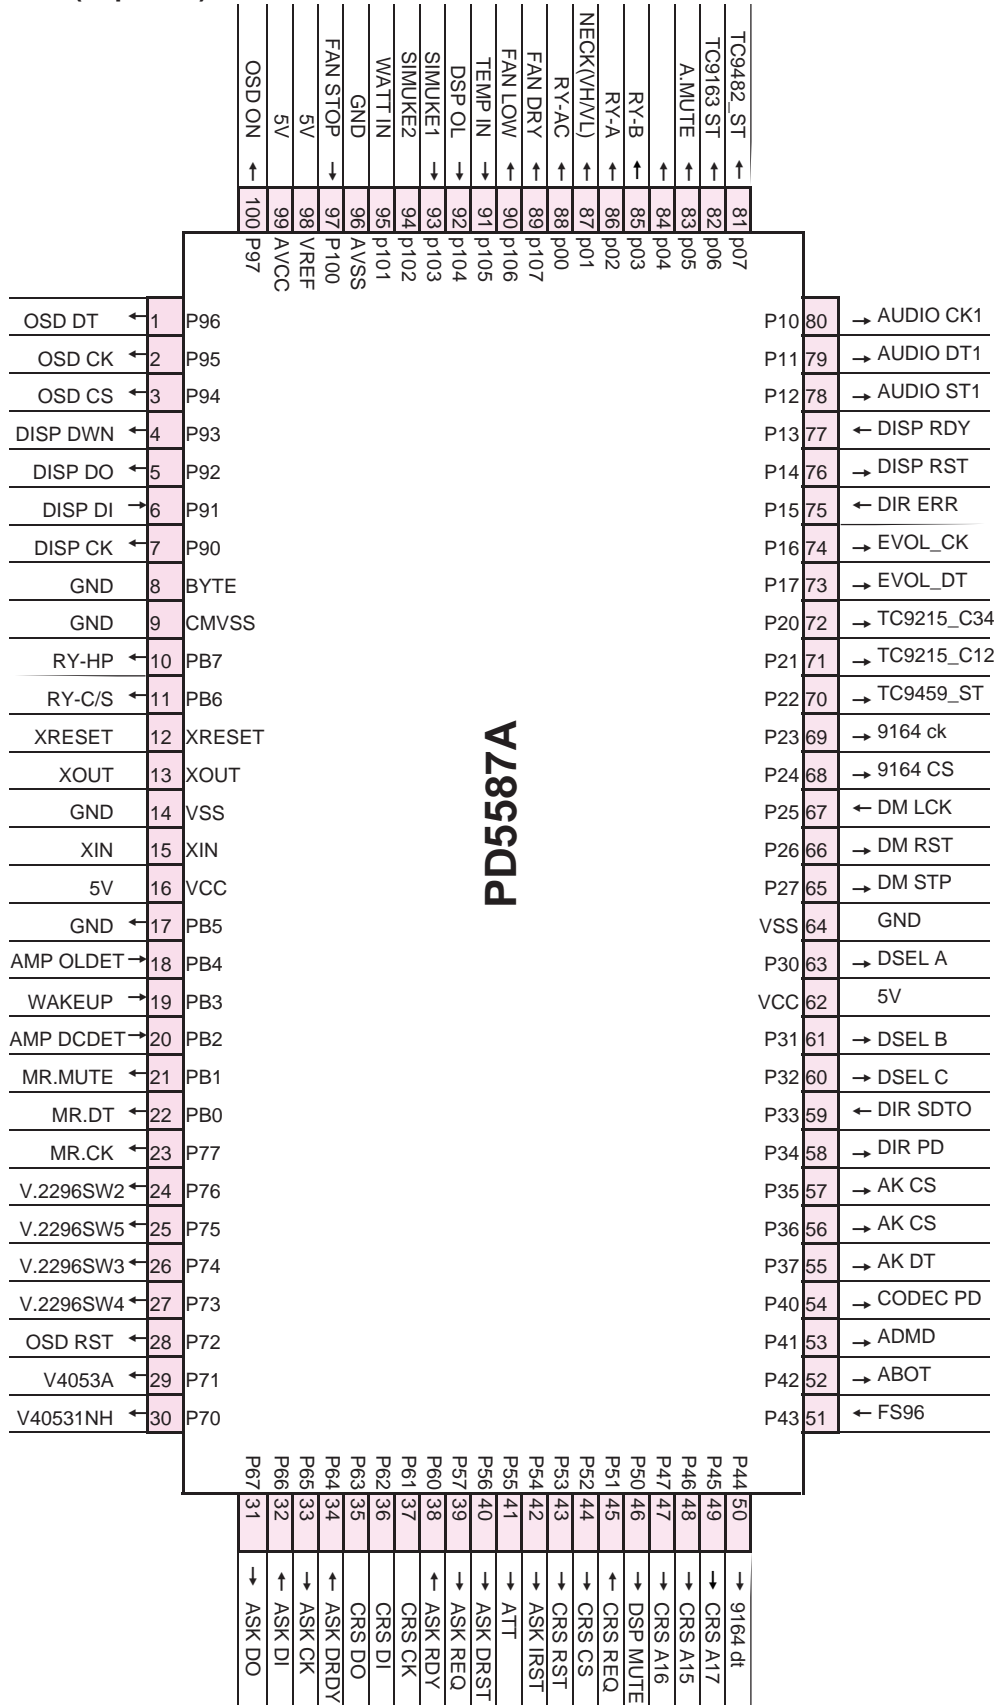 OSD ON ← 100 P97
5V 99 AVCC
5V 98 VREF
FAN STOP → 97 P100
GND 96 AVSS
WATT IN 95 p101
SIMUKE2 94 p102
SIMUKE1 → 93 p103
DSP OL → 92 p104
TEMP IN → 91 p105
FAN LOW ← 90 p106
FAN DRY ← 89 p107
RY-AC ← 88 p00
NECK(VH/VL) ← 87 p01
RY-A ← 86 p02
RY-B ← 85 p03
← 84 p04
A.MUTE ← 83 p05
TC9163 ST ← 82 p06
TC9482_ST ← 81 p07
OSD DT ← 1 P96
OSD CK ← 2 P95
OSD CS ← 3 P94
DISP DWN ← 4 P93
DISP DO ← 5 P92
DISP DI → 6 P91
DISP CK ← 7 P90
GND 8 BYTE
GND 9 CMVSS
RY-HP ← 10 PB7
RY-C/S ← 11 PB6
XRESET 12 XRESET
XOUT 13 XOUT
GND 14 VSS
XIN 15 XIN
5V 16 VCC
GND ← 17 PB5
AMP OLDET → 18 PB4
WAKEUP → 19 PB3
AMP DCDET → 20 PB2
MR.MUTE ← 21 PB1
MR.DT ← 22 PB0
MR.CK ← 23 P77
V.2296SW2 ← 24 P76
V.2296SW5 ← 25 P75
V.2296SW3 ← 26 P74
V.2296SW4 ← 27 P73
OSD RST ← 28 P72
V4053A ← 29 P71
V40531NH ← 30 P70
PD5587A
P10 80 → AUDIO CK1
P11 79 → AUDIO DT1
P12 78 → AUDIO ST1
P13 77 ← DISP RDY
P14 76 → DISP RST
P15 75 ← DIR ERR
P16 74 → EVOL_CK
P17 73 → EVOL_DT
P20 72 → TC9215_C34
P21 71 → TC9215_C12
P22 70 → TC9459_ST
P23 69 → 9164 ck
P24 68 → 9164 CS
P25 67 ← DM LCK
P26 66 → DM RST
P27 65 → DM STP
VSS 64 GND
P30 63 → DSEL A
VCC 62 5V
P31 61 → DSEL B
P32 60 → DSEL C
P33 59 ← DIR SDTO
P34 58 → DIR PD
P35 57 → AK CS
P36 56 → AK CS
P37 55 → AK DT
P40 54 → CODEC PD
P41 53 → ADMD
P42 52 → ABOT
P43 51 ← FS96
P67 31 → ASK DO
P66 32 ← ASK DI
P65 33 → ASK CK
P64 34 ← ASK DRDY
P63 35 CRS DO
P62 36 CRS DI
P61 37 CRS CK
P60 38 ← ASK RDY
P57 39 → ASK REQ
P56 40 → ASK DRST
P55 41 → ATT
P54 42 → ASK IRST
P53 43 → CRS RST
P52 44 → CRS CS
P51 45 ← CRS REQ
P50 46 → DSP MUTE
P47 47 → CRS A16
P46 48 → CRS A15
P45 49 → CRS A17
P44 50 → 9164 dt